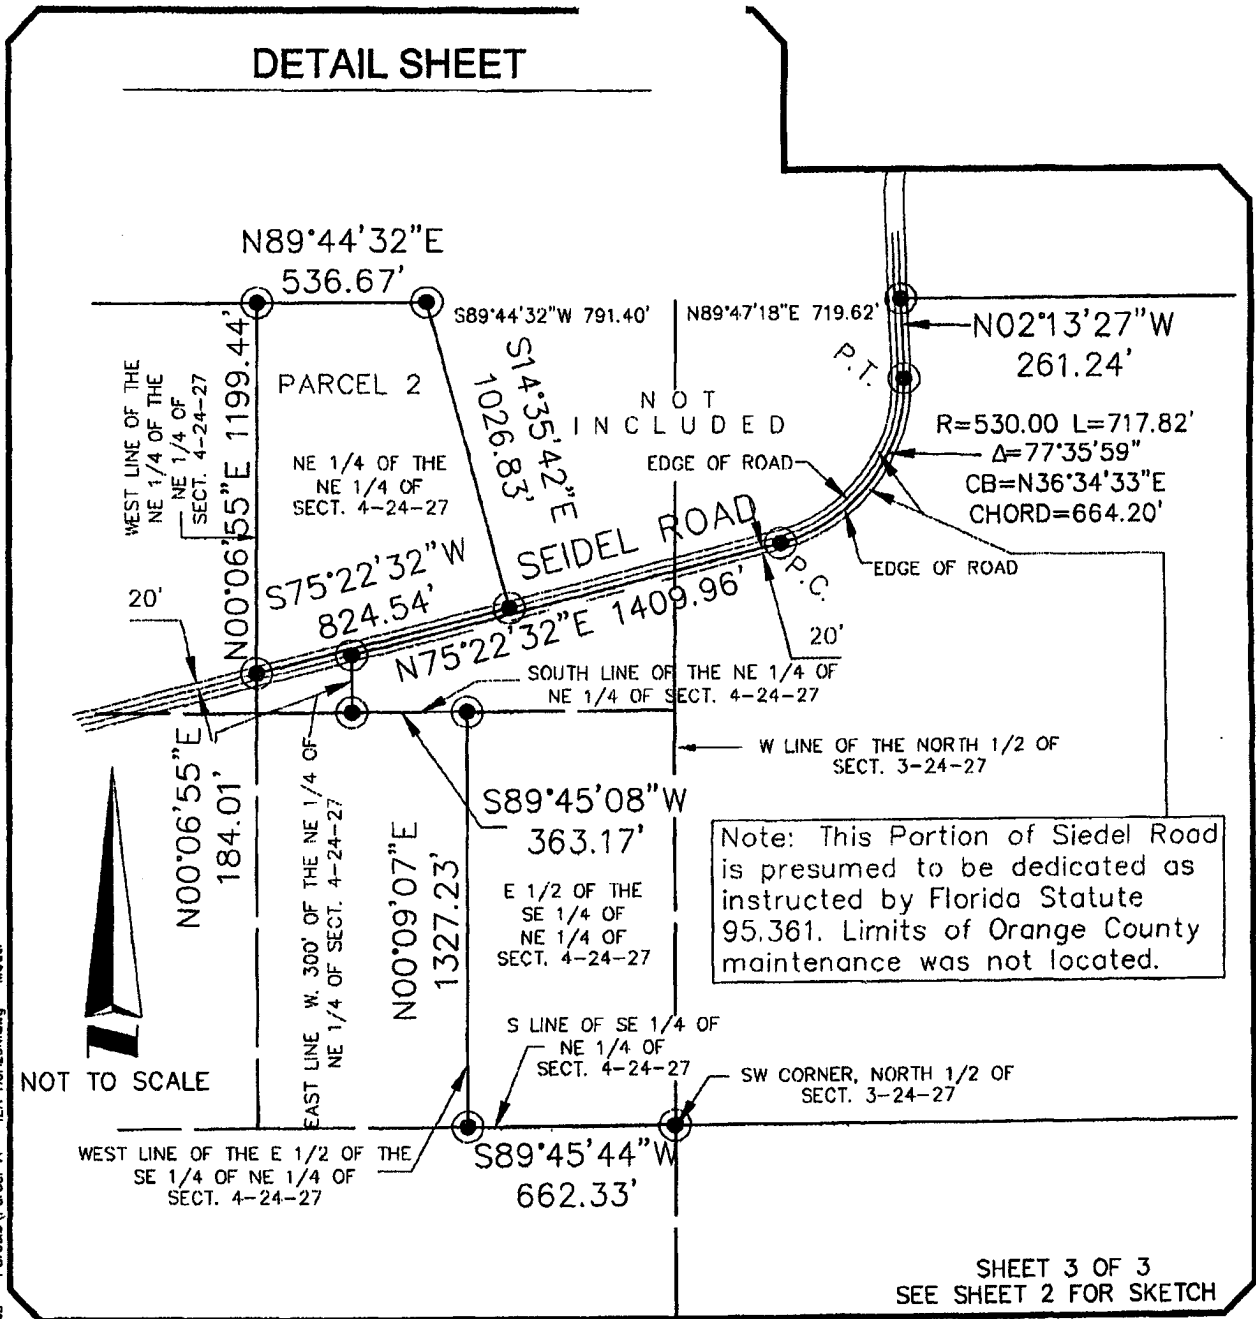 DETAIL SHEET
N89°44'32"E
536.67'
S89°44'32"W 791.40'
N89°47'18"E 719.62'
N02°13'27"W
261.24'
P.T.
WEST LINE OF THE
NE 1/4 OF THE
NE 1/4 OF
SECT. 4-24-27
N00°06'55"E 1199.44'
PARCEL 2
S14°35'42"E
1026.83'
NOT
INCLUDED
R=530.00 L=717.82'
Δ=77°35'59"
CB=N36°34'33"E
CHORD=664.20'
NE 1/4 OF THE
NE 1/4 OF
SECT. 4-24-27
EDGE OF ROAD
SEIDEL ROAD
P.C.
EDGE OF ROAD
S75°22'32"W
824.54'
20'
N75°22'32"E 1409.96'
20'
SOUTH LINE OF THE NE 1/4 OF
NE 1/4 OF SECT. 4-24-27
W LINE OF THE NORTH 1/2 OF
SECT. 3-24-27
N00°06'55"E
184.01'
EAST LINE W. 300' OF THE NE 1/4 OF
NE 1/4 OF SECT. 4-24-27
S89°45'08"W
363.17'
N00°09'07"E
1327.23'
E 1/2 OF THE
SE 1/4 OF
NE 1/4 OF
SECT. 4-24-27
Note: This Portion of Siedel Road
is presumed to be dedicated as
instructed by Florida Statute
95.361. Limits of Orange County
maintenance was not located.
S LINE OF SE 1/4 OF
NE 1/4 OF
SECT. 4-24-27
SW CORNER, NORTH 1/2 OF
SECT. 3-24-27
NOT TO SCALE
WEST LINE OF THE E 1/2 OF THE
SE 1/4 OF NE 1/4 OF
SECT. 4-24-27
S89°45'44"W
662.33'
SHEET 3 OF 3
SEE SHEET 2 FOR SKETCH